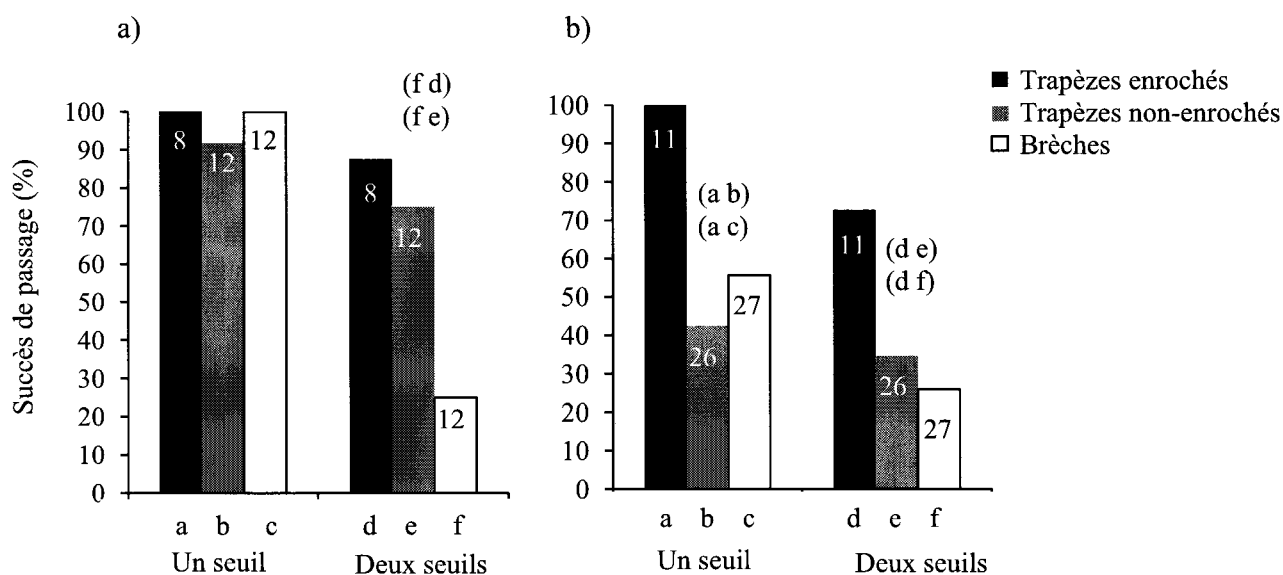 a)
(f d)
(f e)
Succès de passage (%)
100
90
80
70
60
50
40
30
20
10
0
8
12
12
8
12
12
a b c
d e f
Un seuil
Deux seuils
b)
Trapèzes enrochés
Trapèzes non-enrochés
Brèches
100
90
80
70
60
50
40
30
20
10
0
11
(a b)
(a c)
26
27
11
(d e)
(d f)
26
27
a b c
d e f
Un seuil
Deux seuils